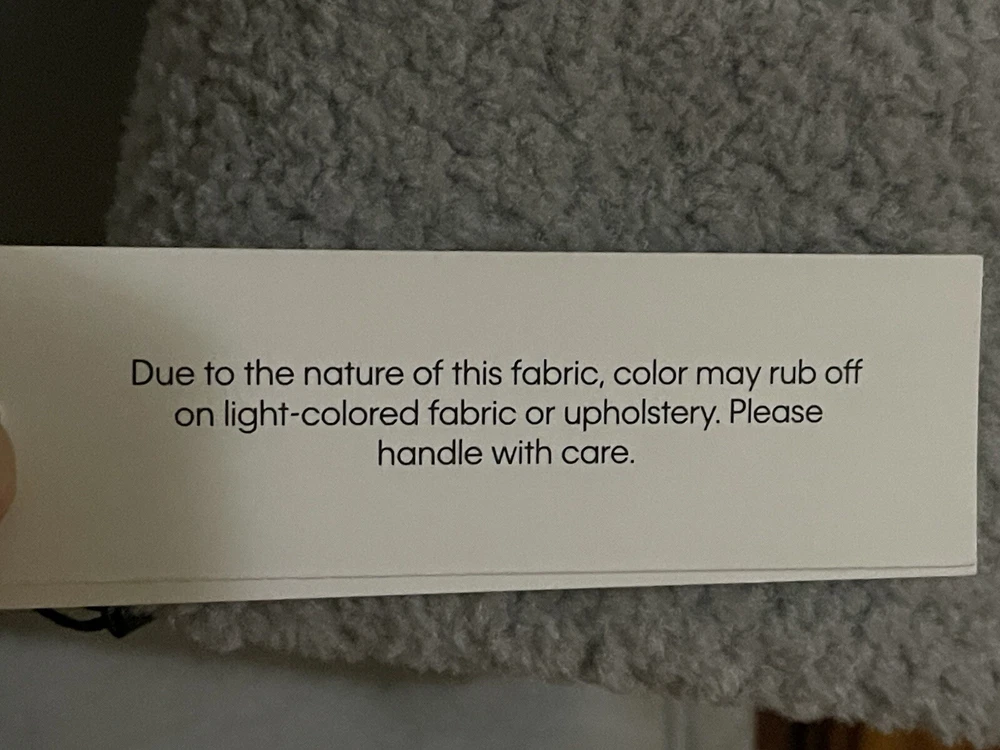 Due to the nature of this fabric, color may rub off
on light-colored fabric or upholstery. Please
handle with care.